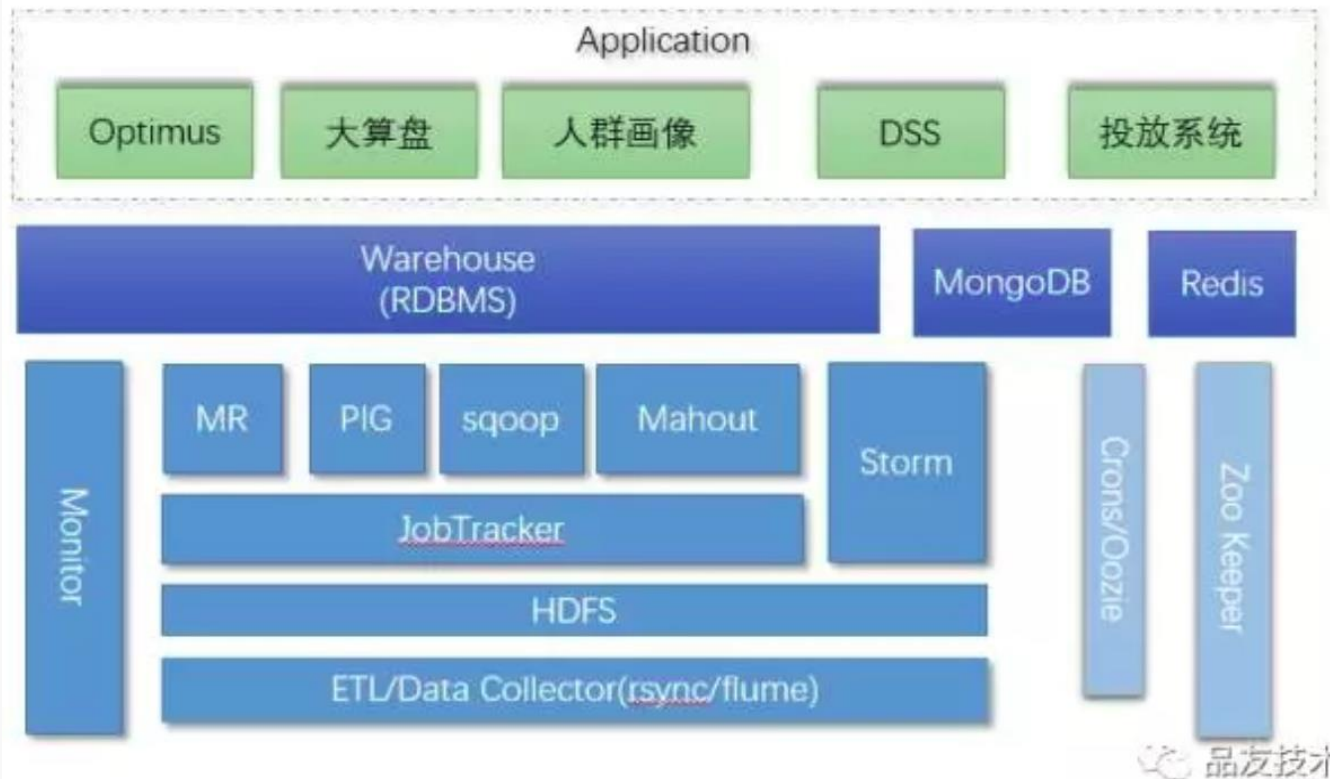 Application
Optimus
大算盘
人群画像
DSS
投放系统
Warehouse
(RDBMS)
MongoDB
Redis
Monitor
MR
PIG
sqoop
Mahout
Storm
JobTracker
HDFS
ETL/Data Collector(rsync/flume)
Crons/Oozie
Zoo Keeper
品友技术